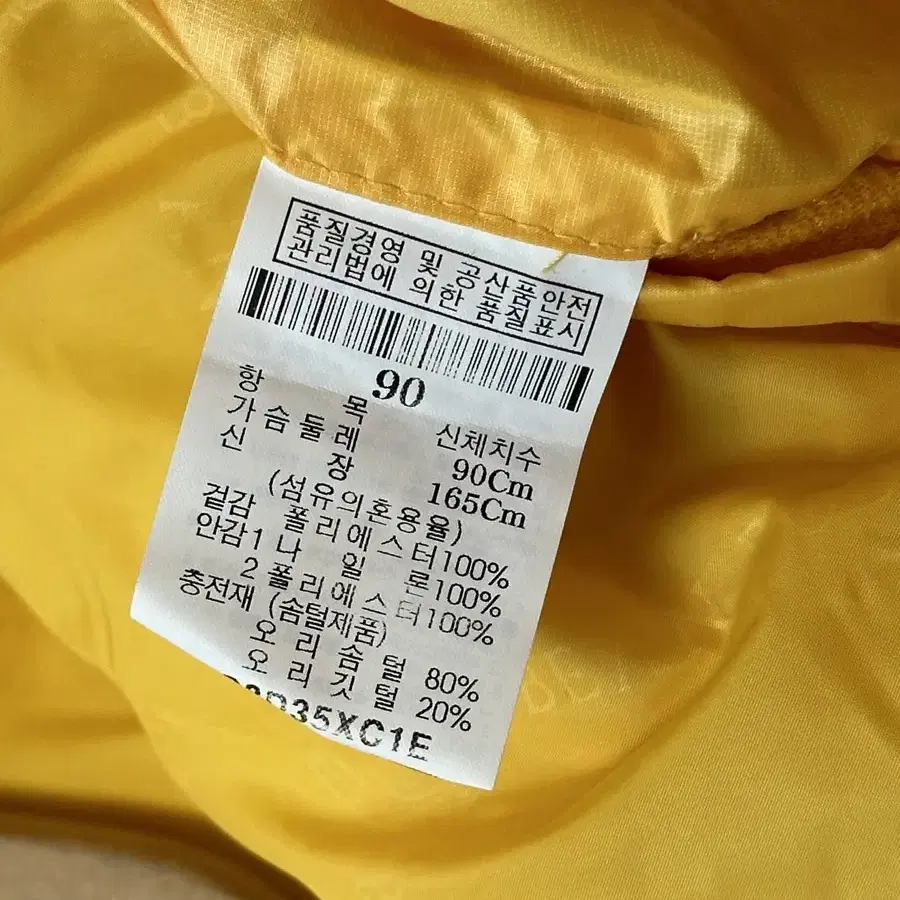 품질경영 및 공산품안전
관리법에 의한 품질표시
90
항 목 신체치수
가슴둘레 90Cm
신 장 165Cm
(섬유의혼용율)
겉감 폴리에스터100%
안감1 나 일 론100%
2 폴리에스터100%
충전재 (솜털제품)
오 리 솜 털 80%
오 리 깃 털 20%
35XC1E